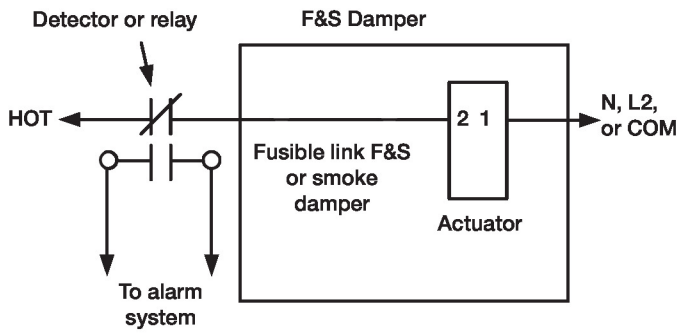 Detector or relay
F&S Damper
HOT
2 1
N, L2,
or COM
Fusible link F&S
or smoke
damper
Actuator
To alarm
system